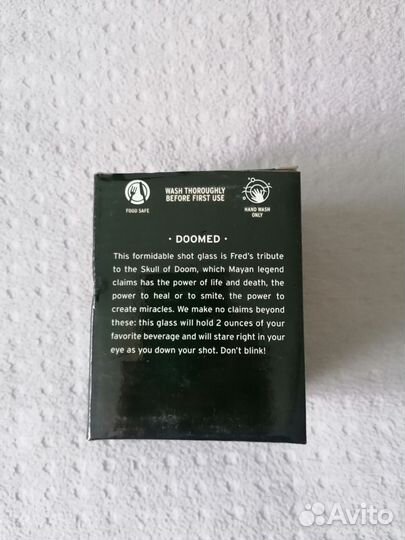 WASH THOROUGHLY
BEFORE FIRST USE
FOOD SAFE
HAND WASH
ONLY
· DOOMED ·
This formidable shot glass is Fred's tribute
to the Skull of Doom, which Mayan legend
claims has the power of life and death, the
power to heal or to smite, the power to
create miracles. We make no claims beyond
these: this glass will hold 2 ounces of your
favorite beverage and will stare right in your
eye as you down your shot. Don't blink!
Avito